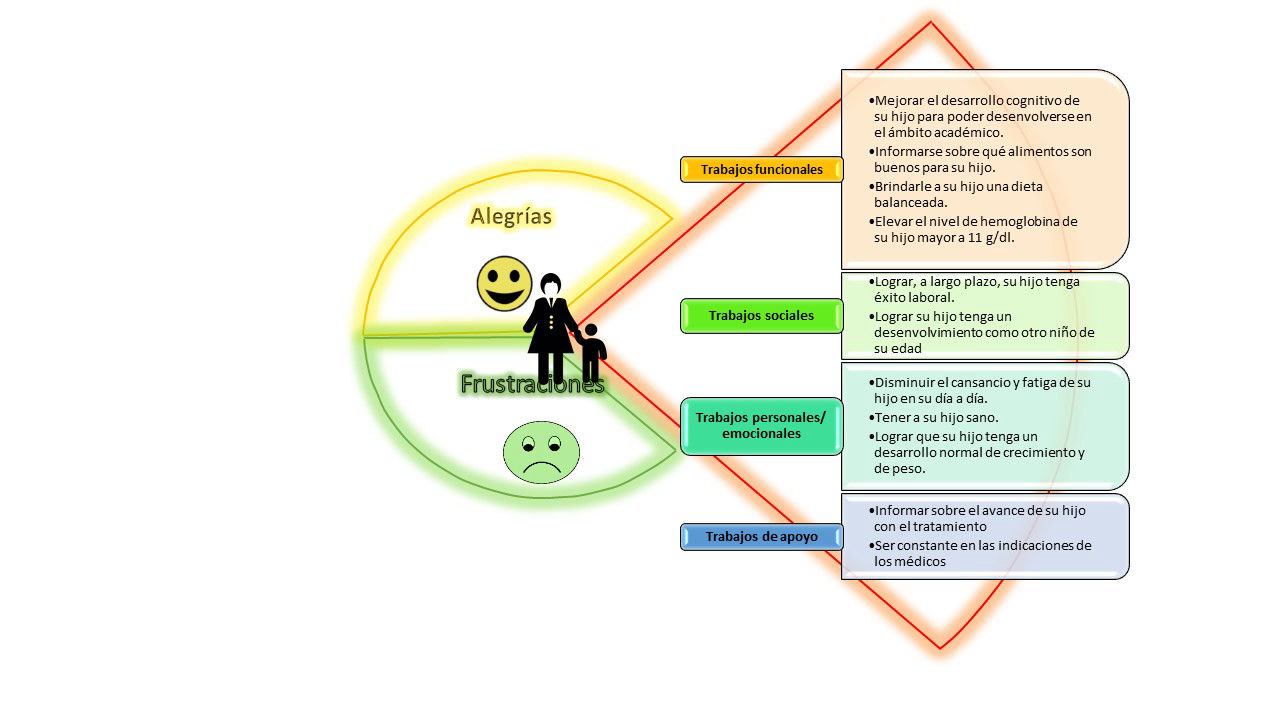 Alegrías
Frustraciones
Trabajos funcionales
•Mejorar el desarrollo cognitivo de
su hijo para poder desenvolverse en
el ámbito académico.
•Informarse sobre qué alimentos son
buenos para su hijo.
•Brindarle a su hijo una dieta
balanceada.
•Elevar el nivel de hemoglobina de
su hijo mayor a 11 g/dl.
Trabajos sociales
•Lograr, a largo plazo, su hijo tenga
éxito laboral.
•Lograr su hijo tenga un
desenvolvimiento como otro niño de
su edad
Trabajos personales/
emocionales
•Disminuir el cansancio y fatiga de su
hijo en su día a día.
•Tener a su hijo sano.
•Lograr que su hijo tenga un
desarrollo normal de crecimiento y
de peso.
Trabajos de apoyo
•Informar sobre el avance de su hijo
con el tratamiento
•Ser constante en las indicaciones de
los médicos